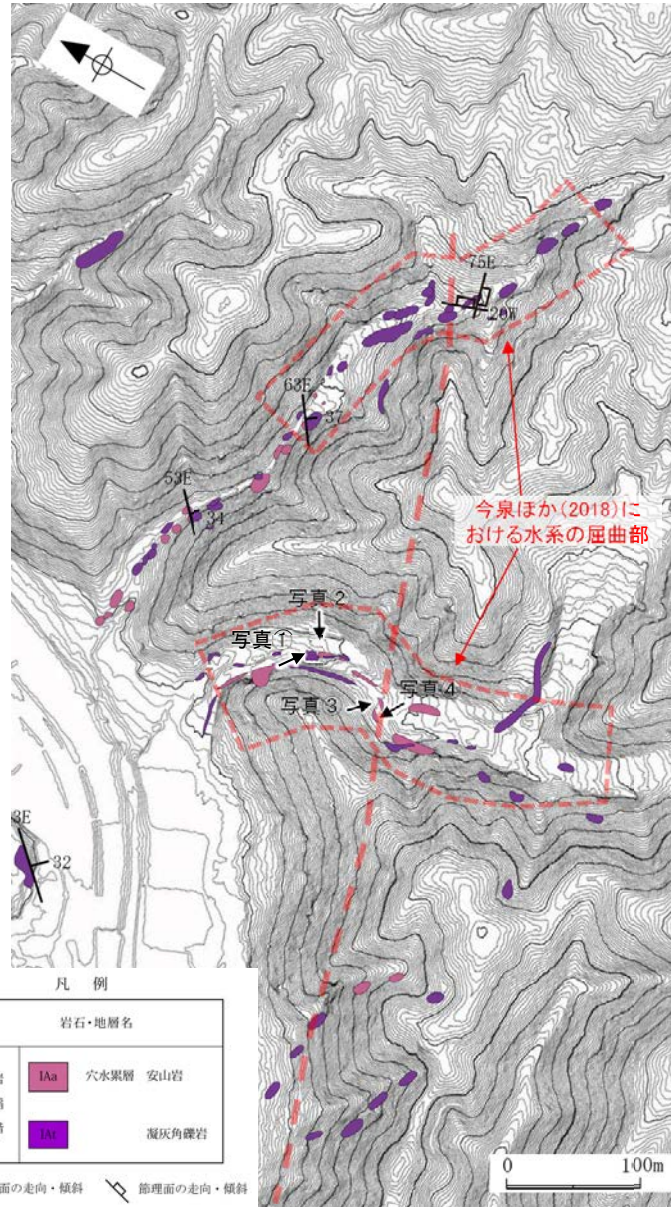 75E
20W
63E
37
53E
34
今泉ほか(2018)に
おける水系の屈曲部
写真2
写真①
写真3
写真4
3E
32
凡 例
岩石・地層名
IAa 穴水累層 安山岩
IAt 凝灰角礫岩
面の走向・傾斜 節理面の走向・傾斜
0 100m